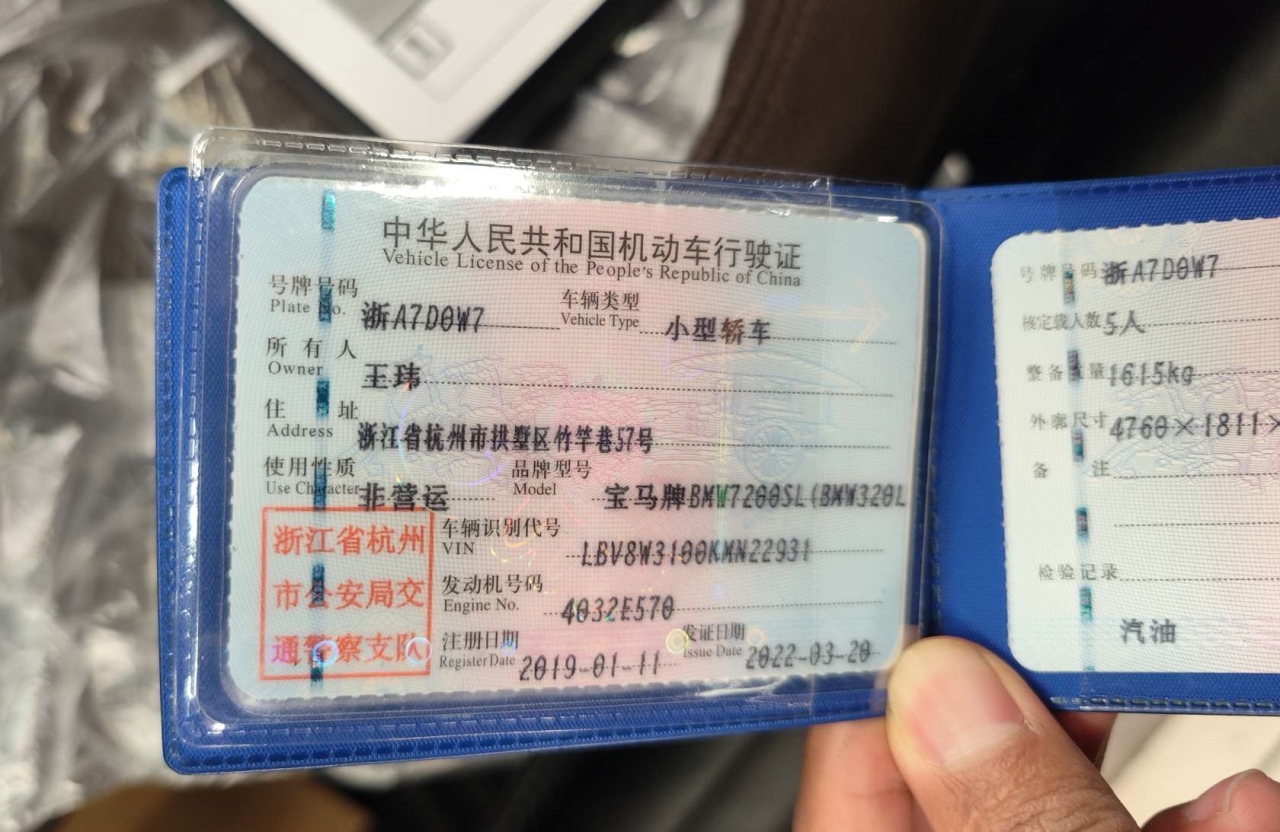 中华人民共和国机动车行驶证
Vehicle License of the People's Republic of China
号牌号码 浙A7D0W7 车辆类型 小型轿车
Plate No. Vehicle Type
所有人 王玮
Owner
住址 浙江省杭州市拱墅区竹竿巷57号
Address
使用性质 非营运 品牌型号 宝马牌BMW7200SL(BMW320L
Use Character Model
浙江省杭州
市公安局交
通警察支队
车辆识别代号 LBV8W3100KMN22931
VIN
发动机号码 4032E570
Engine No.
注册日期 2019-01-11 发证日期 2022-03-20
Register Date Issue Date
号牌号码 浙A7D0W7
核定载人数 5人
整备质量 1615kg
外廓尺寸 4760×1811×
备注
检验记录
汽油